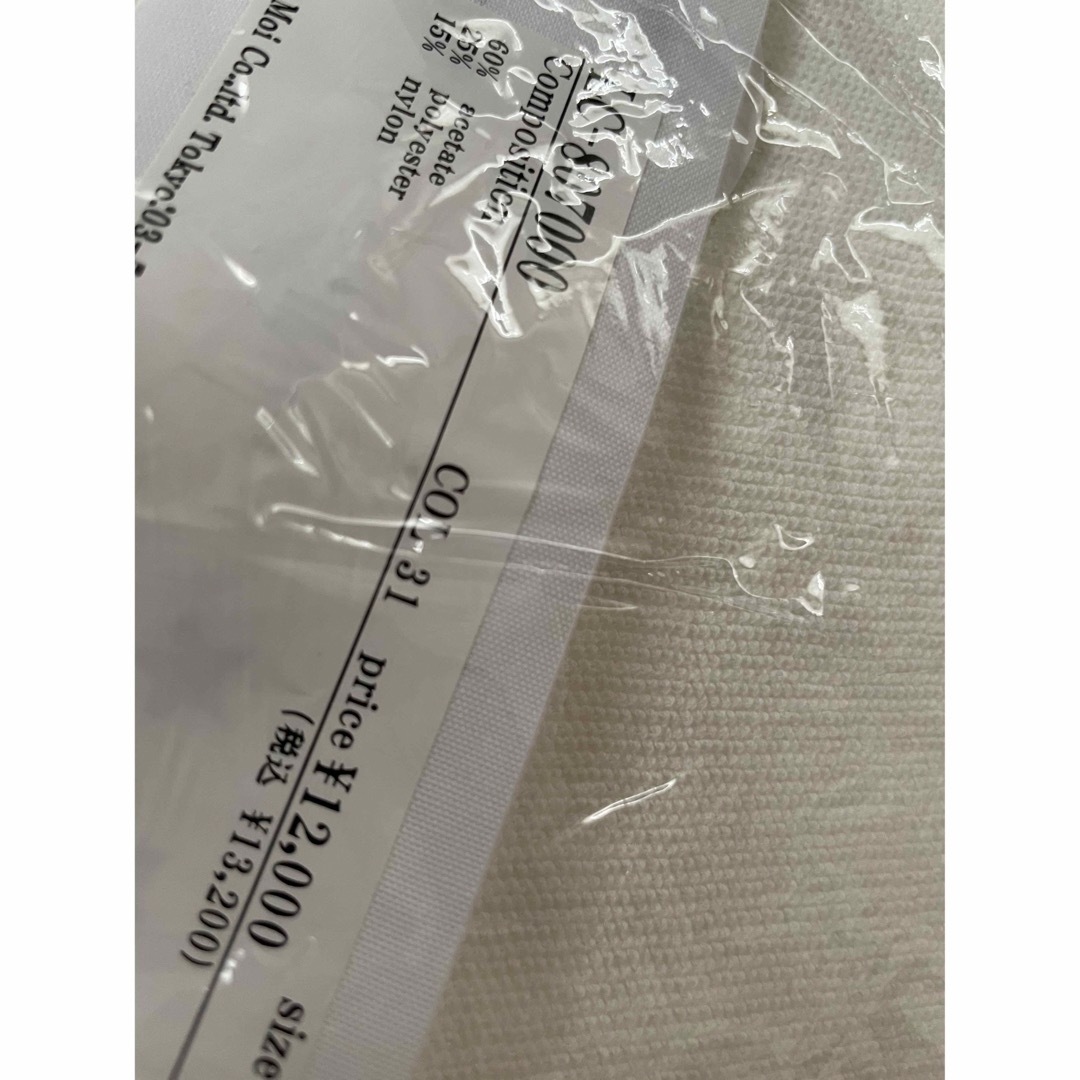 807000
COL. 31 price ¥12,000 size
(税込 ¥13,200)
Composition
60% acetate
25% polyester
15% nylon
Moi Co.,ltd. Tokyo:03-